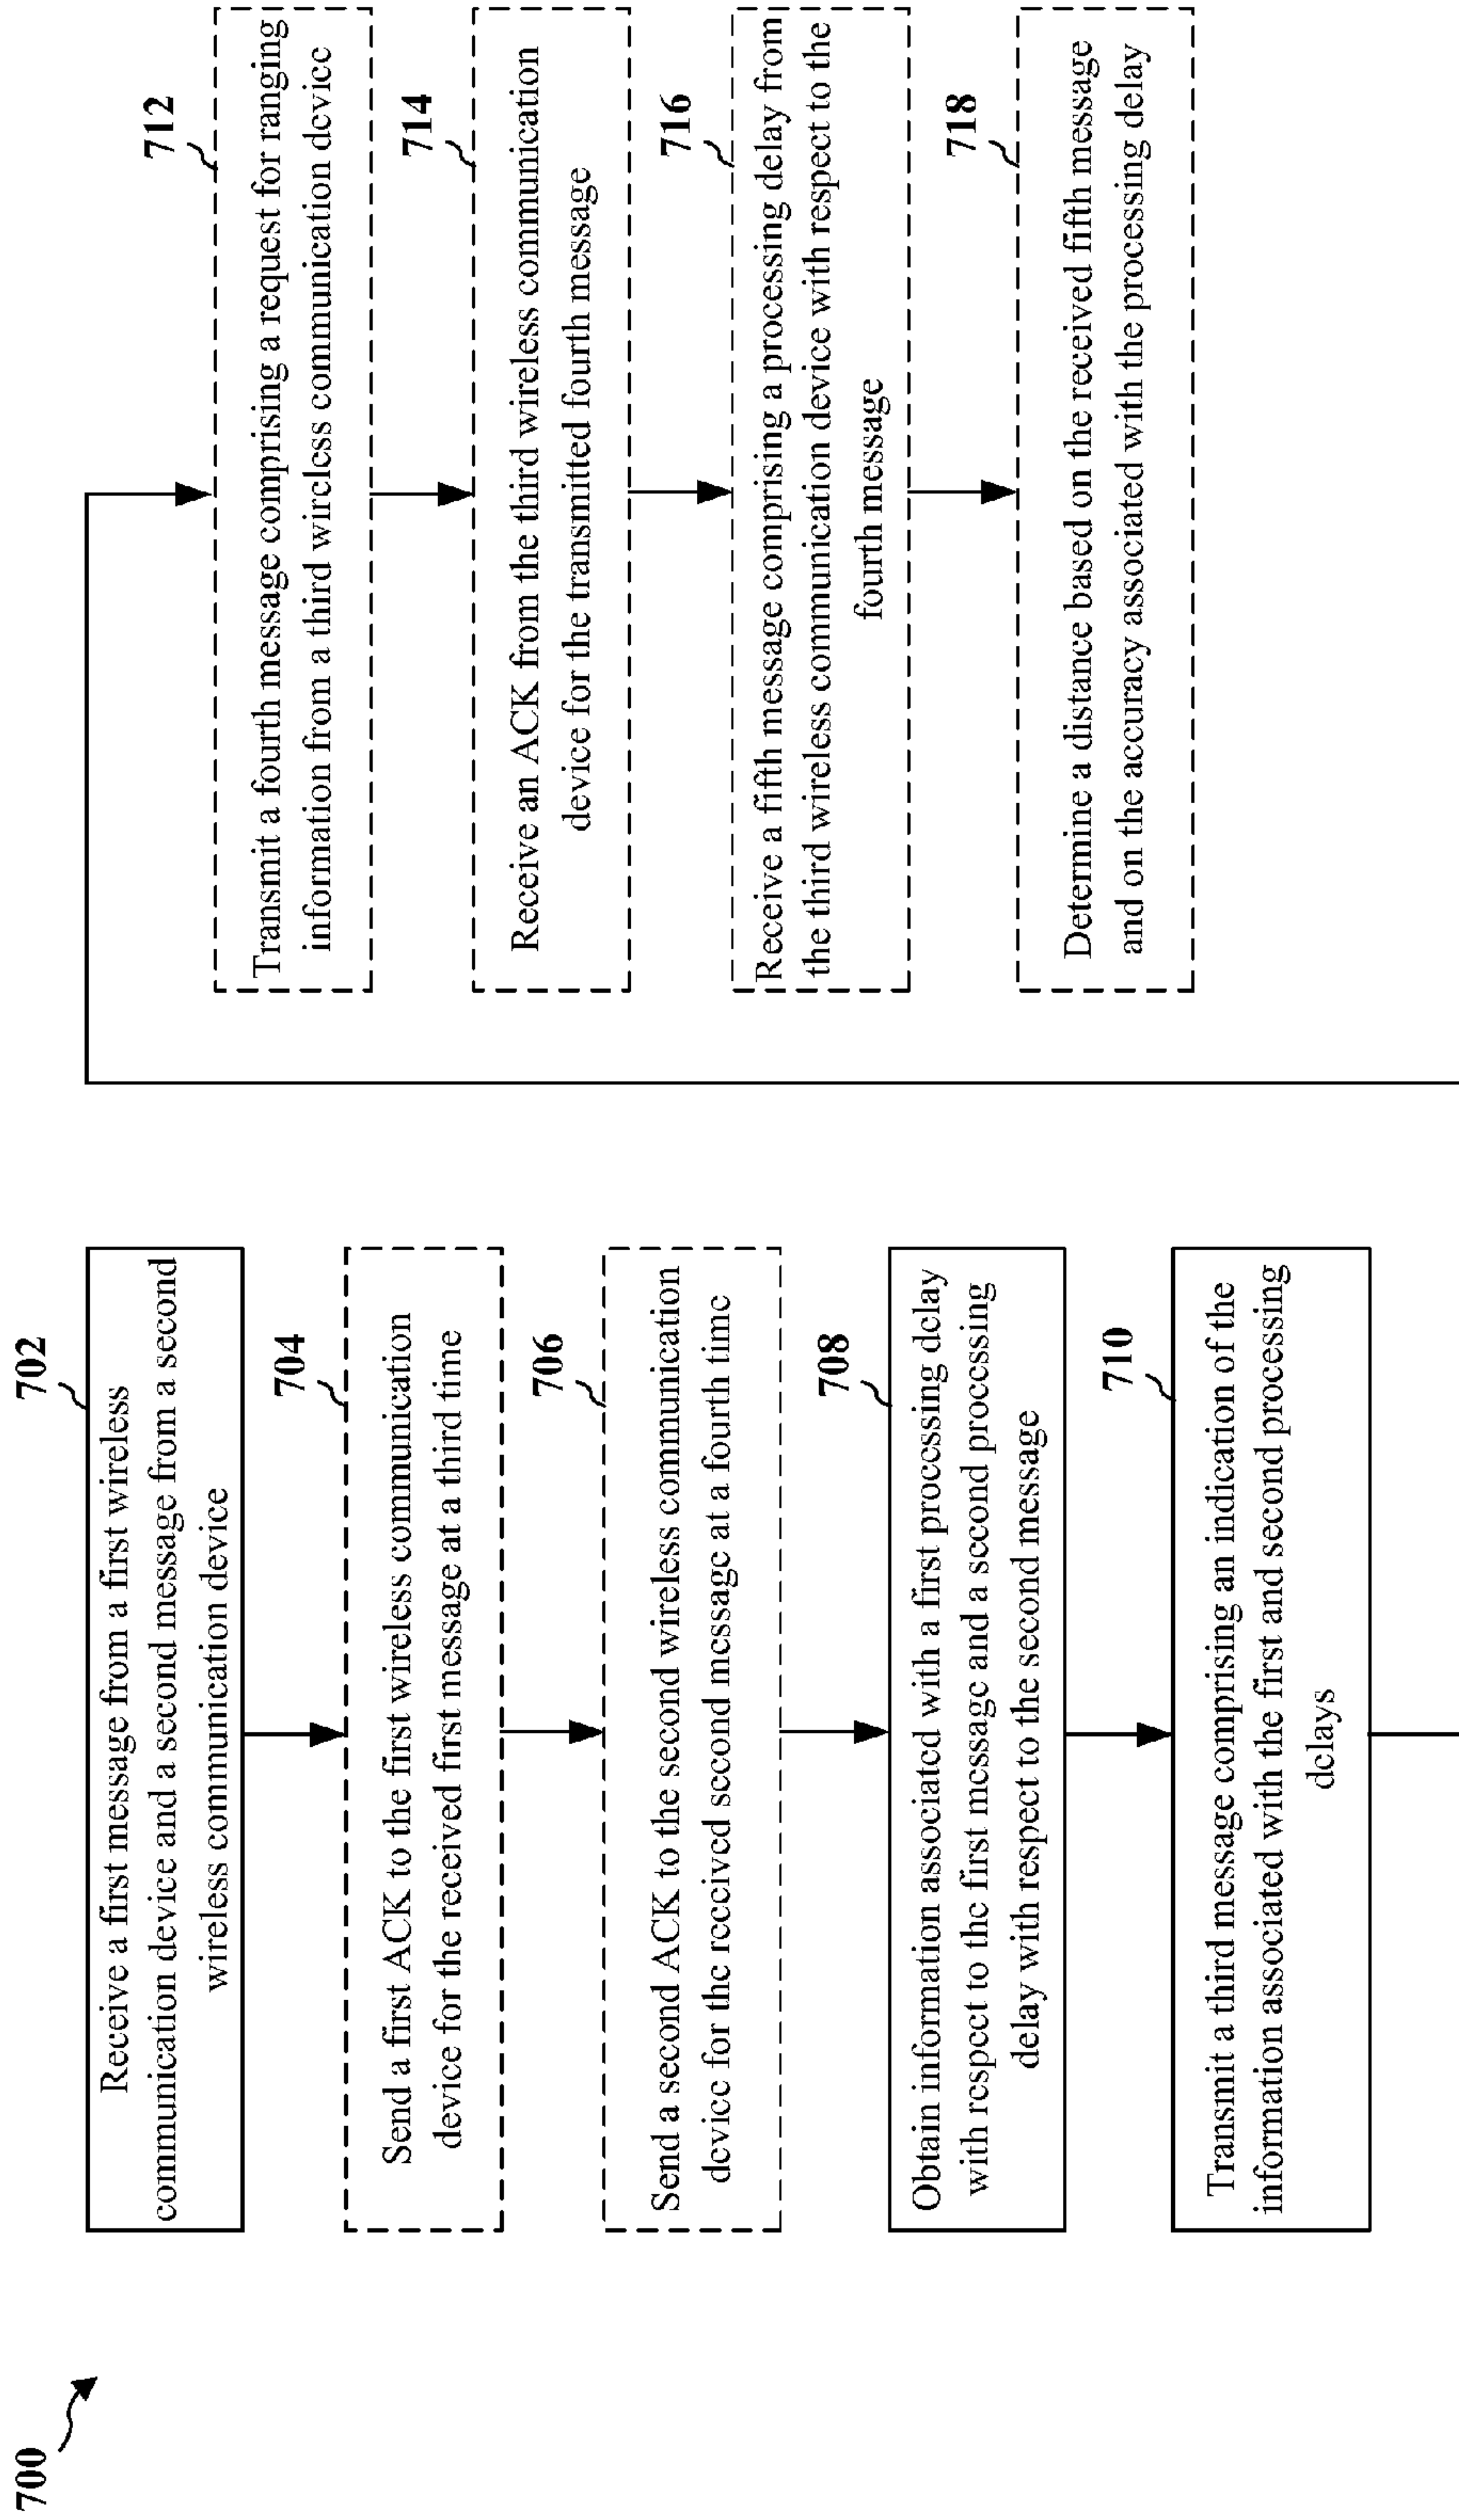 700
702
Receive a first message from a first wireless
communication device and a second message from a second
wireless communication device
704
Send a first ACK to the first wireless communication
device for the received first message at a third time
706
Send a second ACK to the second wireless communication
device for the received second message at a fourth time
708
Obtain information associated with a first processing delay
with respect to the first message and a second processing
delay with respect to the second message
710
Transmit a third message comprising an indication of the
information associated with the first and second processing
delays
712
Transmit a fourth message comprising a request for ranging
information from a third wireless communication device
714
Receive an ACK from the third wireless communication
device for the transmitted fourth message
716
Receive a fifth message comprising a processing delay from
the third wireless communication device with respect to the
fourth message
718
Determine a distance based on the received fifth message
and on the accuracy associated with the processing delay